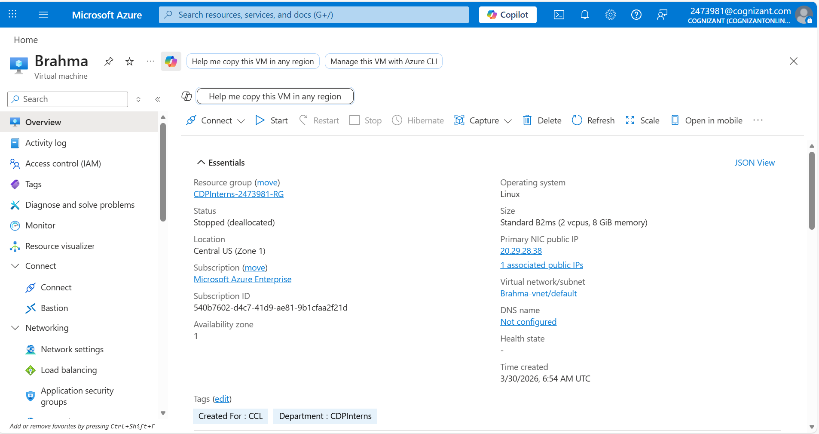 Microsoft Azure
Search resources, services, and docs (G+/)
Copilot
2473981@cognizant.com
COGNIZANT (COGNIZANTONLIN...
Home
Brahma
Virtual machine
Help me copy this VM in any region
Manage this VM with Azure CLI
Search
Help me copy this VM in any region
Connect
Start
Restart
Stop
Hibernate
Capture
Delete
Refresh
Scale
Open in mobile
Overview
Activity log
Access control (IAM)
Tags
Diagnose and solve problems
Monitor
Resource visualizer
Connect
Connect
Bastion
Networking
Network settings
Load balancing
Application security
groups
Add or remove favorites by pressing Ctrl+Shift+F
Essentials
JSON View
Resource group (move)
CDPInterns-2473981-RG
Status
Stopped (deallocated)
Location
Central US (Zone 1)
Subscription (move)
Microsoft Azure Enterprise
Subscription ID
540b7602-d4c7-41d9-ae81-9b1cfaa2f21d
Availability zone
1
Operating system
Linux
Size
Standard B2ms (2 vcpus, 8 GiB memory)
Primary NIC public IP
20.29.28.38
1 associated public IPs
Virtual network/subnet
Brahma-vnet/default
DNS name
Not configured
Health state
-
Time created
3/30/2026, 6:54 AM UTC
Tags (edit)
Created For : CCL
Department : CDPInterns